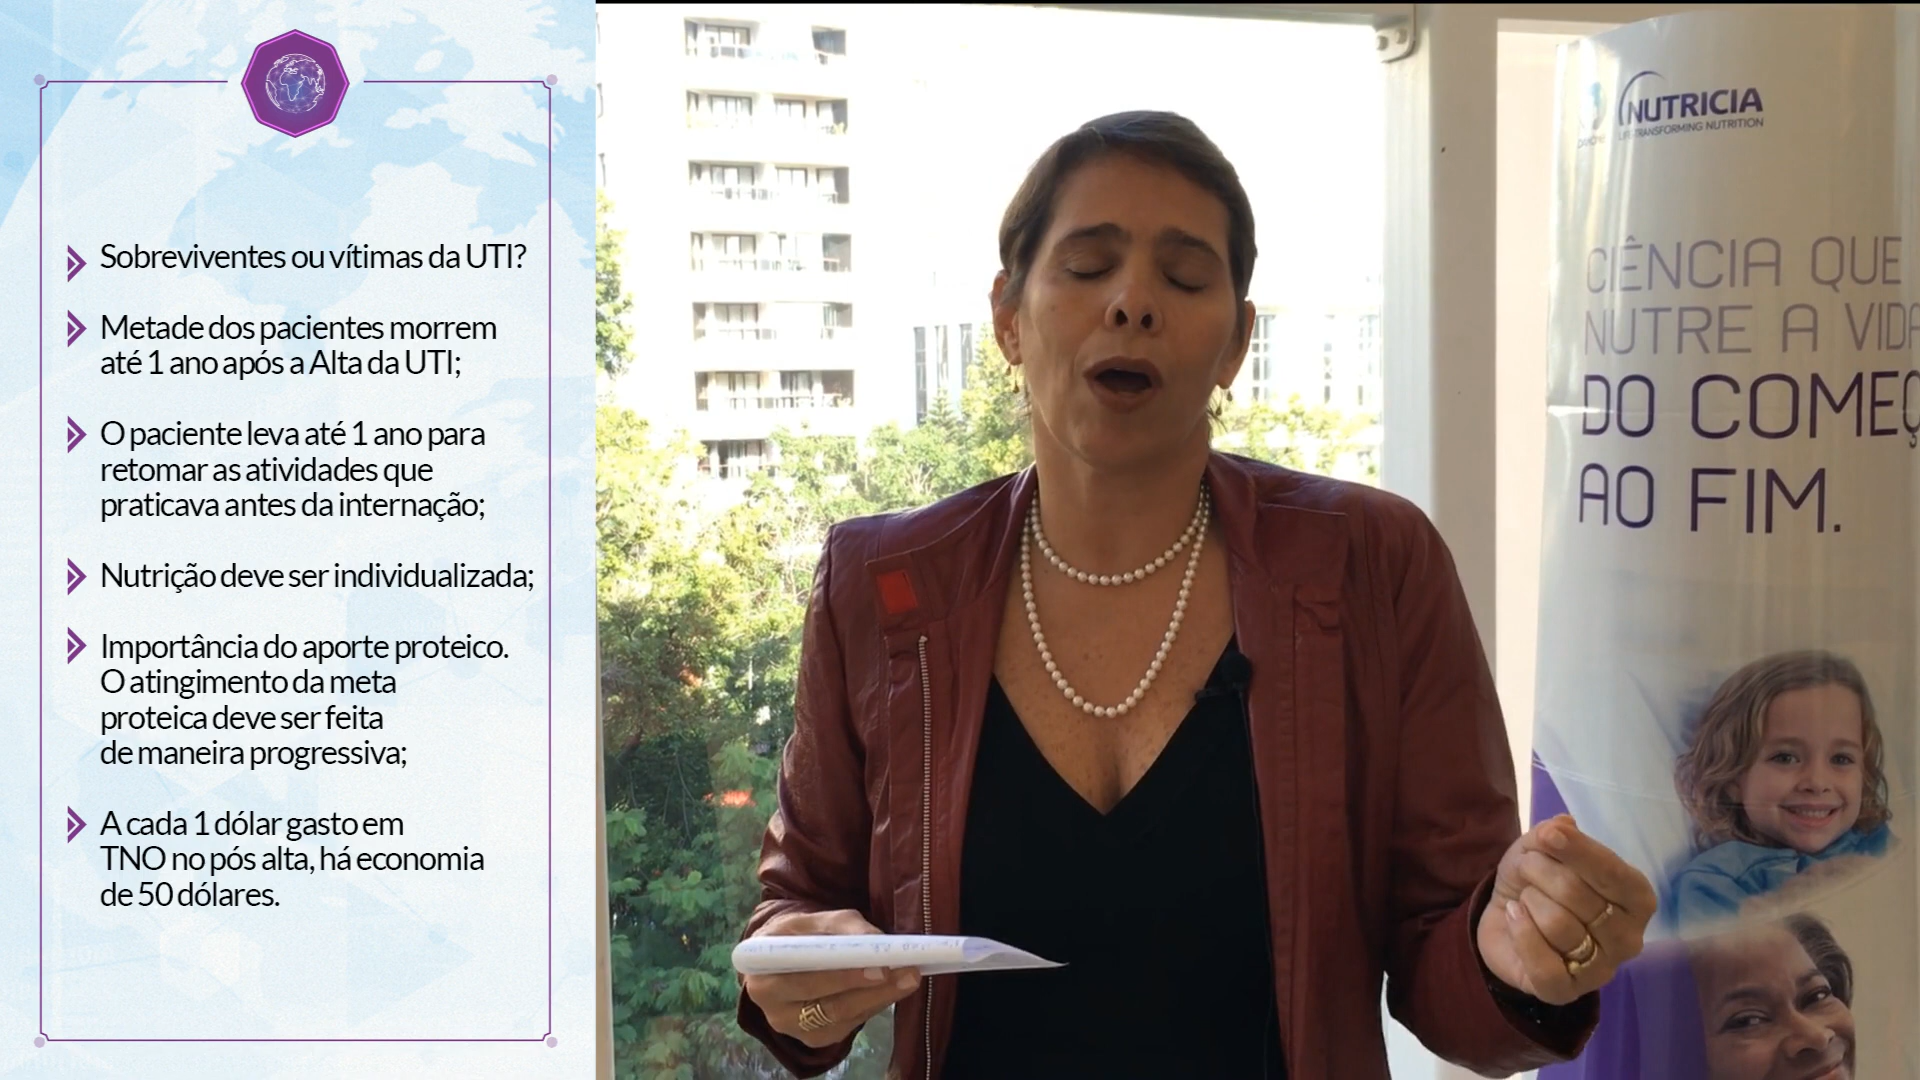 Sobreviventes ou vítimas da UTI?
Metade dos pacientes morrem
até 1 ano após a Alta da UTI;
O paciente leva até 1 ano para
retomar as atividades que
praticava antes da internação;
Nutrição deve ser individualizada;
Importância do aporte proteico.
O atingimento da meta
proteica deve ser feita
de maneira progressiva;
A cada 1 dólar gasto em
TNO no pós alta, há economia
de 50 dólares.
NUTRICIA
LIFE-TRANSFORMING NUTRITION
CIÊNCIA QUE
NUTRE A VIDA
DO COMEÇ
AO FIM.